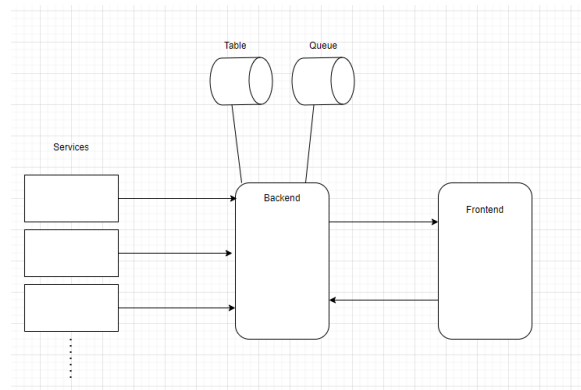 Table
Queue
Services
Backend
Frontend